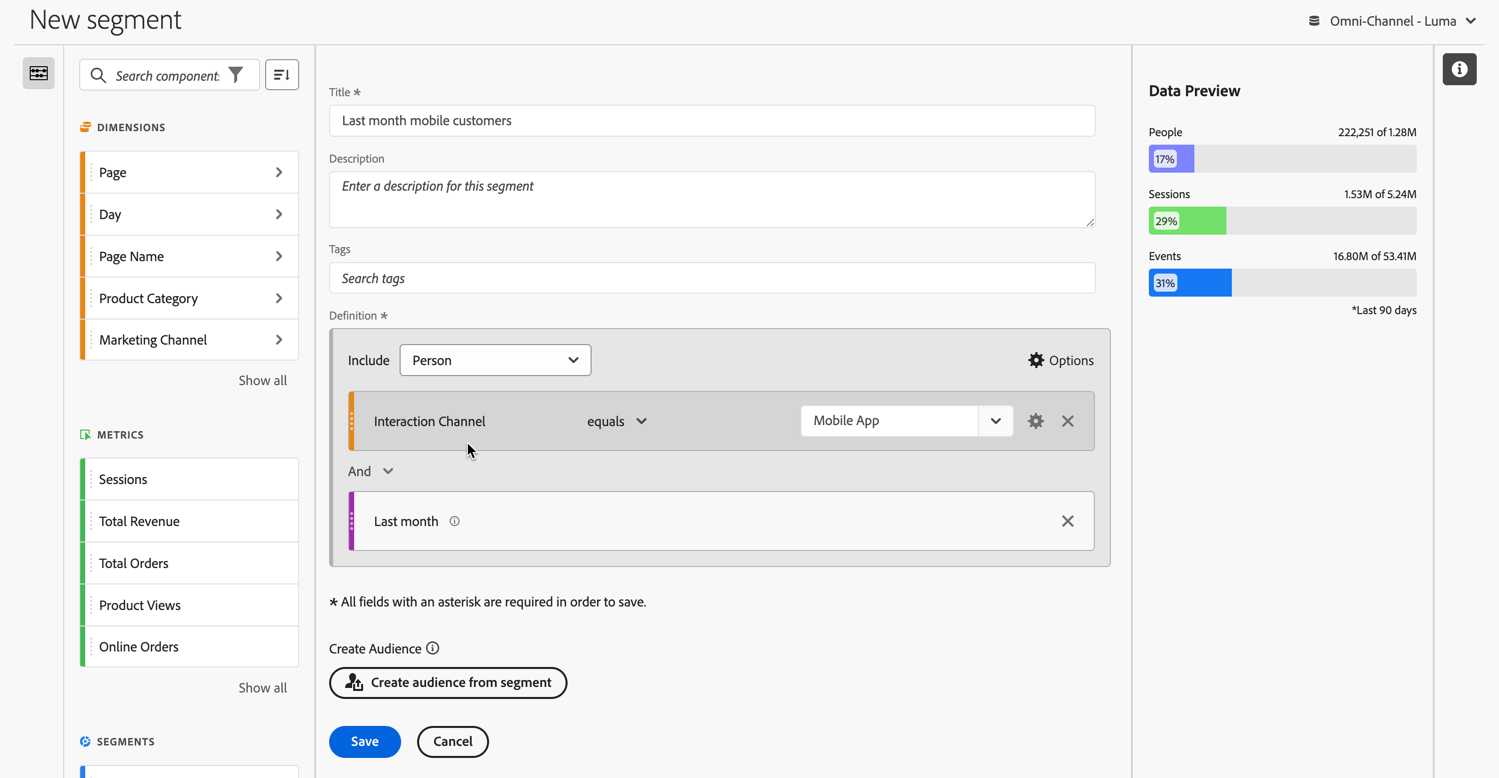 New segment
Omni-Channel - Luma
Search component:
DIMENSIONS
Page
Day
Page Name
Product Category
Marketing Channel
Show all
METRICS
Sessions
Total Revenue
Total Orders
Product Views
Online Orders
Show all
SEGMENTS
Title *
Last month mobile customers
Description
Enter a description for this segment
Tags
Search tags
Definition *
Include Person Options
Interaction Channel equals Mobile App
And
Last month
* All fields with an asterisk are required in order to save.
Create Audience
Create audience from segment
Save Cancel
Data Preview
People 222,251 of 1.28M
17%
Sessions 1.53M of 5.24M
29%
Events 16.80M of 53.41M
31%
*Last 90 days